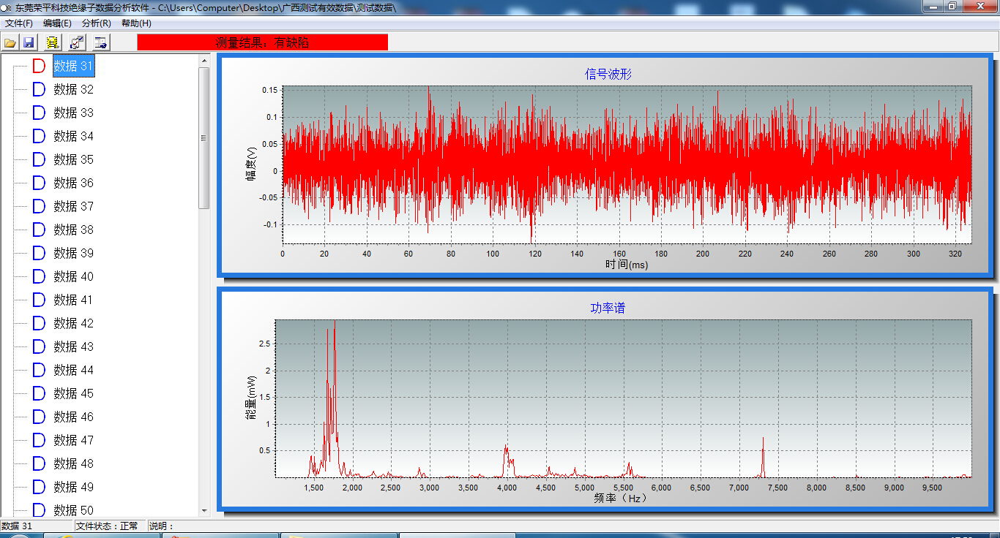 东莞荣平科技绝缘子数据分析软件 - C:\Users\Computer\Desktop\广西测试有效数据\测试数据\
文件(F) 编辑(E) 分析(R) 帮助(H)
测量结果：有缺陷
数据 31
数据 32
数据 33
数据 34
数据 35
数据 36
数据 37
数据 38
数据 39
数据 40
数据 41
数据 42
数据 43
数据 44
数据 45
数据 46
数据 47
数据 48
数据 49
数据 50
信号波形
幅度(V)
0.15
0.1
0.05
0
-0.05
-0.1
0 20 40 60 80 100 120 140 160 180 200 220 240 260 280 300 320
时间(ms)
功率谱
能量(mW)
2.5
2
1.5
1
0.5
1,500 2,000 2,500 3,000 3,500 4,000 4,500 5,000 5,500 6,000 6,500 7,000 7,500 8,000 8,500 9,000 9,500
频率（Hz）
数据 31 文件状态：正常 说明：